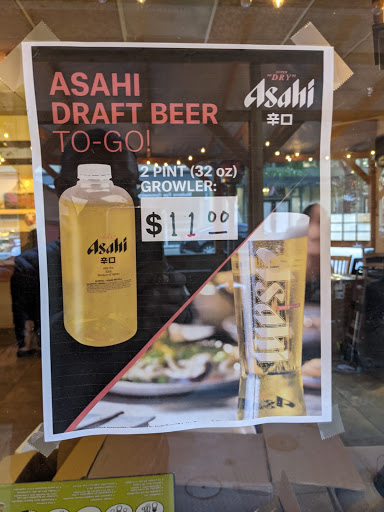 ASAHI
DRAFT BEER
TO-GO!
SUPER
"DRY"
Asahi
辛口
2 PINT (32 oz)
GROWLER:
$11.00
Asahi
辛口
Asahi